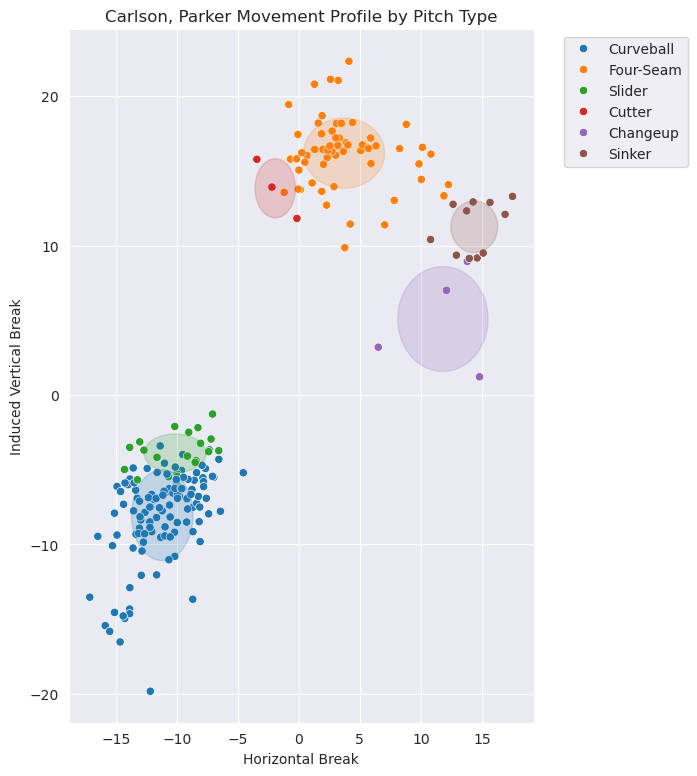 Carlson, Parker Movement Profile by Pitch Type
Curveball
Four-Seam
Slider
Cutter
Changeup
Sinker
Induced Vertical Break
20
10
0
−10
−20
−15
−10
−5
0
5
10
15
Horizontal Break